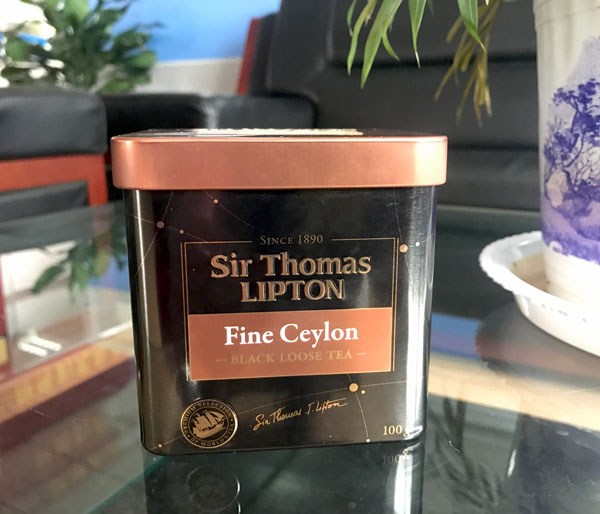 SINCE 1890
Sir Thomas
LIPTON
Fine Ceylon
— BLACK LOOSE TEA —
Sir Thomas J. Lipton
100